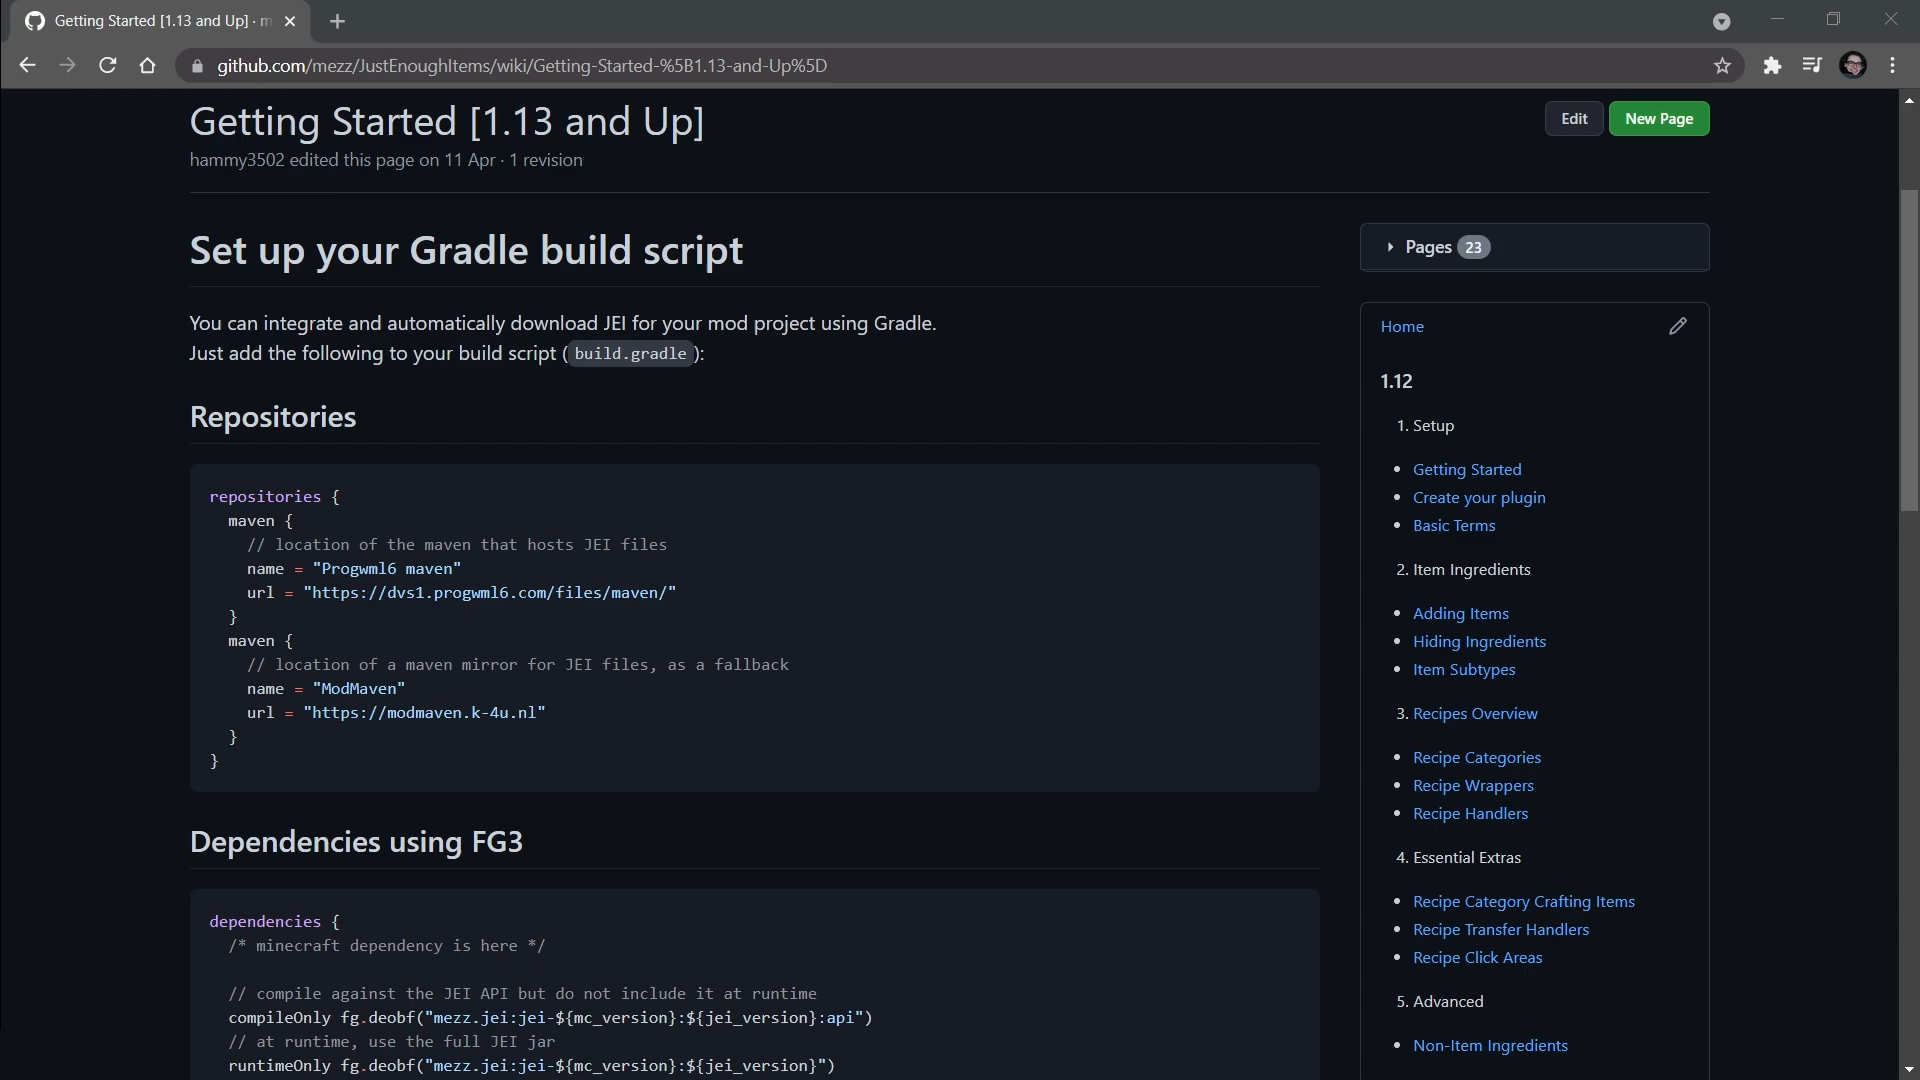 Getting Started [1.13 and Up] · m
github.com/mezz/JustEnoughItems/wiki/Getting-Started-%5B1.13-and-Up%5D
Getting Started [1.13 and Up]
Edit
New Page
hammy3502 edited this page on 11 Apr · 1 revision
Set up your Gradle build script
You can integrate and automatically download JEI for your mod project using Gradle.
Just add the following to your build script ( build.gradle ):
Repositories
repositories {
  maven {
    // location of the maven that hosts JEI files
    name = "Progwml6 maven"
    url = "https://dvs1.progwml6.com/files/maven/"
  }
  maven {
    // location of a maven mirror for JEI files, as a fallback
    name = "ModMaven"
    url = "https://modmaven.k-4u.nl"
  }
}
Dependencies using FG3
dependencies {
  /* minecraft dependency is here */
  // compile against the JEI API but do not include it at runtime
  compileOnly fg.deobf("mezz.jei:jei-${mc_version}:${jei_version}:api")
  // at runtime, use the full JEI jar
  runtimeOnly fg.deobf("mezz.jei:jei-${mc_version}:${jei_version}")
Pages 23
Home
1.12
1. Setup
• Getting Started
• Create your plugin
• Basic Terms
2. Item Ingredients
• Adding Items
• Hiding Ingredients
• Item Subtypes
3. Recipes Overview
• Recipe Categories
• Recipe Wrappers
• Recipe Handlers
4. Essential Extras
• Recipe Category Crafting Items
• Recipe Transfer Handlers
• Recipe Click Areas
5. Advanced
• Non-Item Ingredients